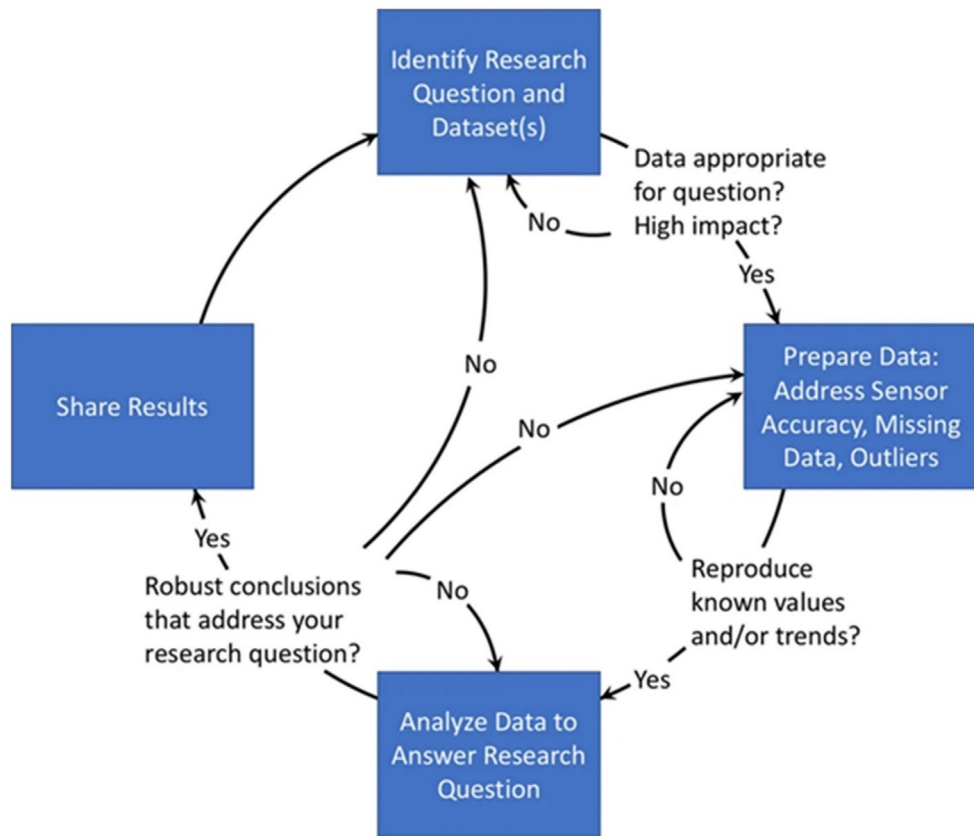 Identify Research
Question and
Dataset(s)
Data appropriate
for question?
High impact?
No
Yes
Prepare Data:
Address Sensor
Accuracy, Missing
Data, Outliers
No
Reproduce
known values
and/or trends?
Yes
Analyze Data to
Answer Research
Question
Robust conclusions
that address your
research question?
No
No
No
Yes
Share Results